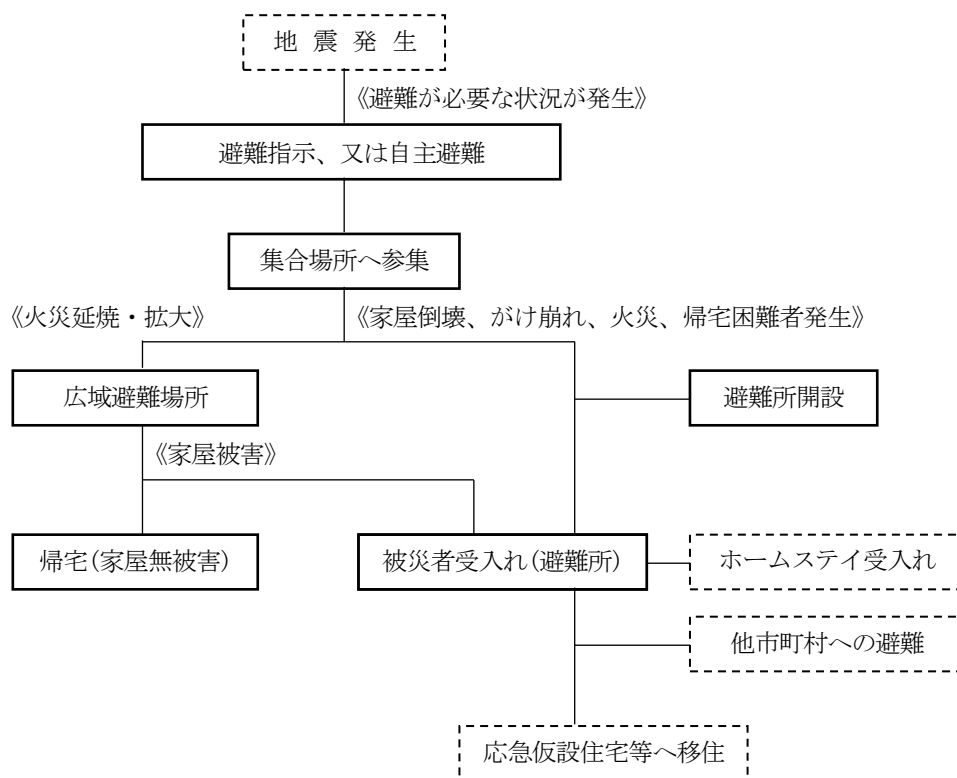 地 震 発 生
《避難が必要な状況が発生》
避難指示、又は自主避難
集合場所へ参集
《火災延焼・拡大》
《家屋倒壊、がけ崩れ、火災、帰宅困難者発生》
広域避難場所
避難所開設
《家屋被害》
帰宅(家屋無被害)
被災者受入れ(避難所)
ホームステイ受入れ
他市町村への避難
応急仮設住宅等へ移住